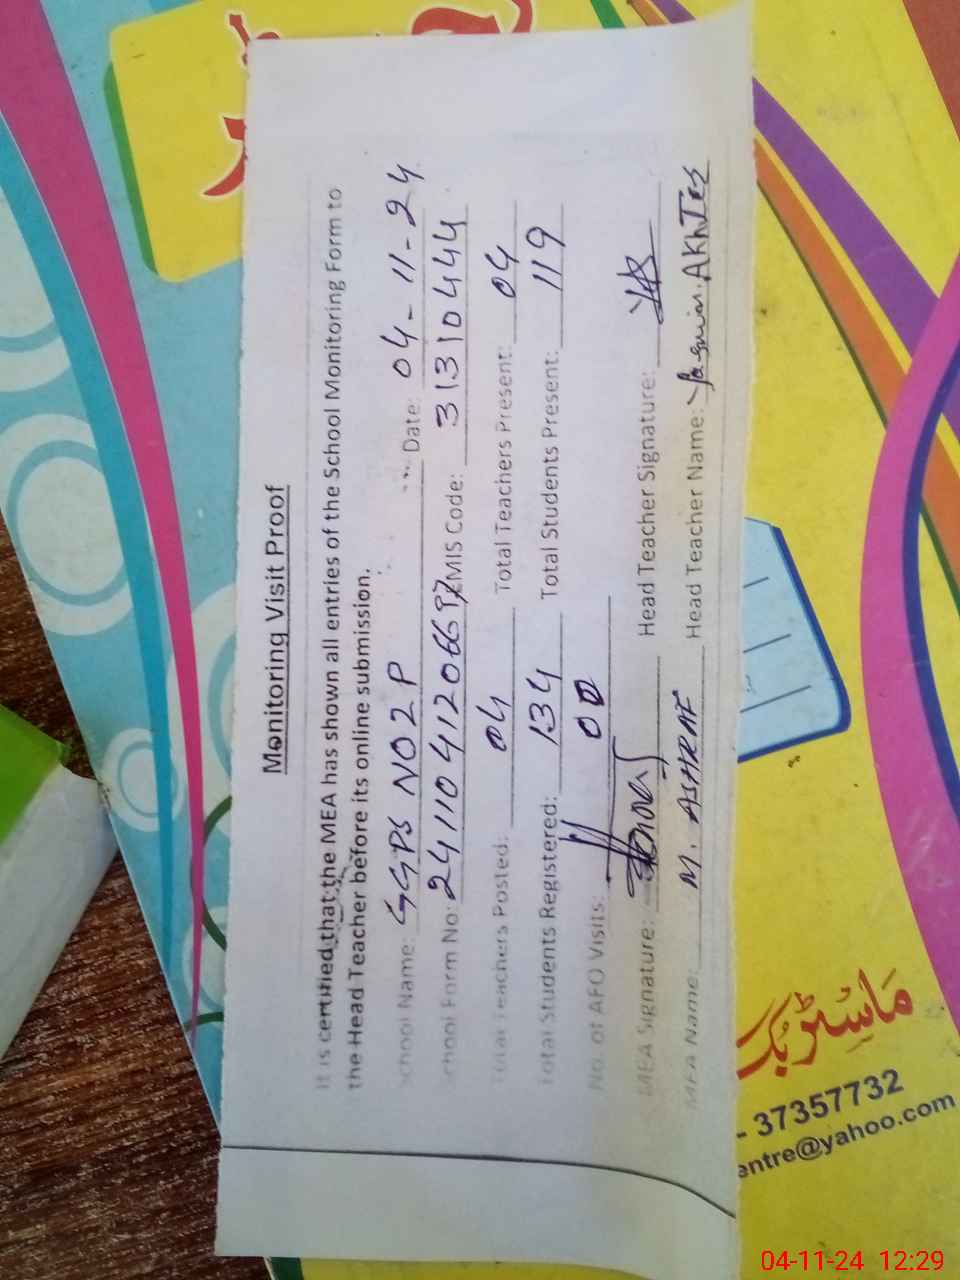 Monitoring Visit Proof
It is certified that the MEA has shown all entries of the School Monitoring Form to
the Head Teacher before its online submission.
School Name: GGPS NO2 P Date: 04-11-24
School Form No: EMIS Code: 31310444
Total Teachers Posted: 04 Total Teachers Present: 04
Total Students Registered: 134 Total Students Present: 119
No. of AFO Visits: 00
MEA Signature: Head Teacher Signature:
MEA Name: M. ASHRAF Head Teacher Name: Yasmin AKhTer
ماسٹر بک
- 37357732
entre@yahoo.com
04-11-24 12:29